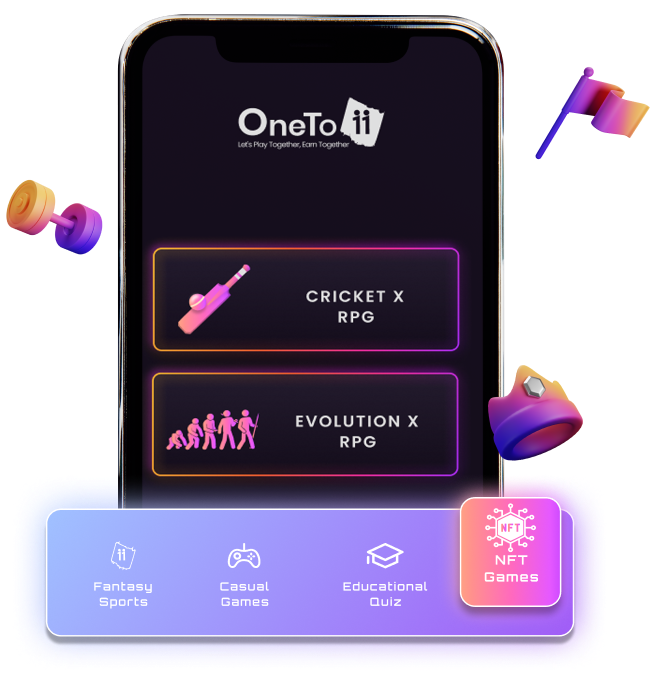 OneTo 11
Let's Play Together, Earn Together
CRICKET X
RPG
EVOLUTION X
RPG
11
Fantasy
Sports
Casual
Games
Educational
Quiz
NFT
NFT
Games